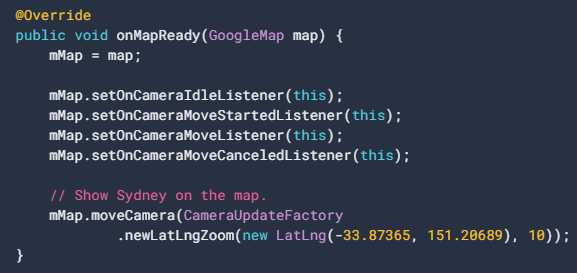 @Override
public void onMapReady(GoogleMap map) {
    mMap = map;

    mMap.setOnCameraIdleListener(this);
    mMap.setOnCameraMoveStartedListener(this);
    mMap.setOnCameraMoveListener(this);
    mMap.setOnCameraMoveCanceledListener(this);

    // Show Sydney on the map.
    mMap.moveCamera(CameraUpdateFactory
            .newLatLngZoom(new LatLng(-33.87365, 151.20689), 10));
}